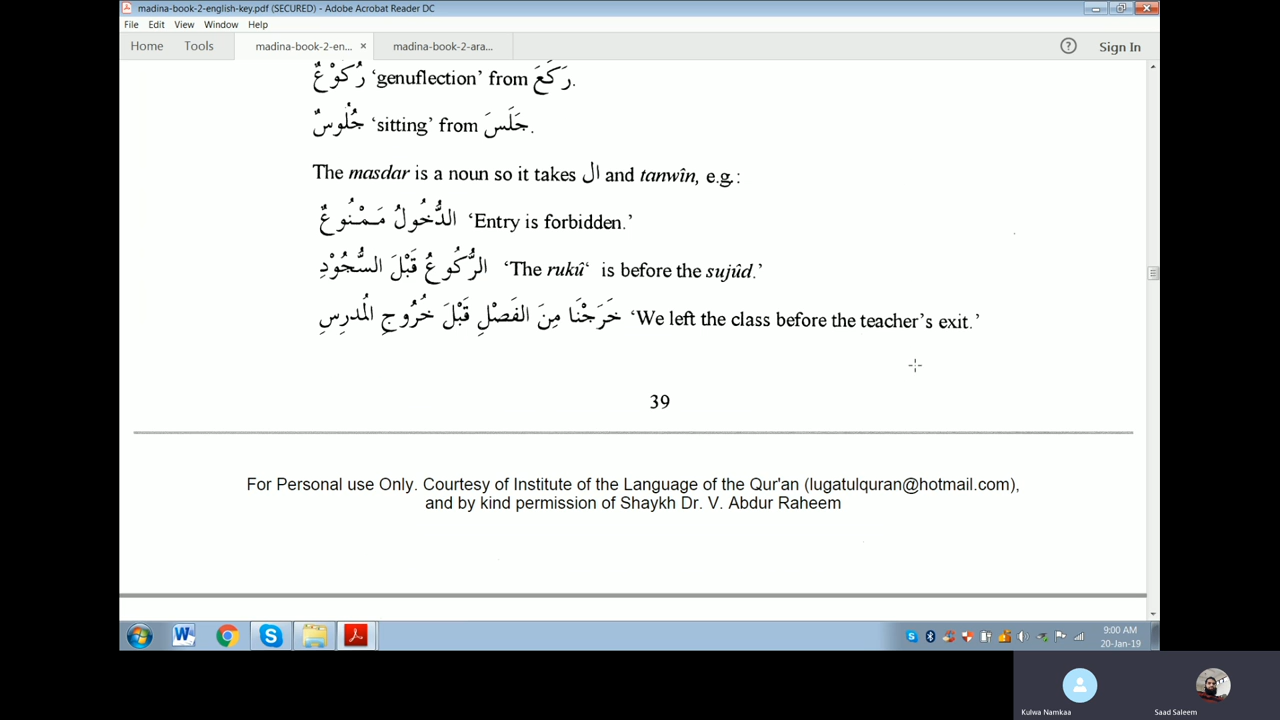 madina-book-2-english-key.pdf (SECURED) - Adobe Acrobat Reader DC
File Edit View Window Help
Home Tools madina-book-2-en... × madina-book-2-ara... ? Sign In
رُكُوْعٌ ‘genuflection’ from رَكَعَ.
جُلُوسٌ ‘sitting’ from جَلَسَ.
The masdar is a noun so it takes ال and tanwîn, e.g.:
الدُّخُولُ مَـمْـنُوعٌ ‘Entry is forbidden.’
الرُّكُوعُ قَبْلَ السُّجُوْدِ ‘The rukû‘ is before the sujûd.’
خَرَجْنَا مِنَ الفَصْلِ قَبْلَ خُرُوجِ المُدرِسِ ‘We left the class before the teacher’s exit.’
39
For Personal use Only. Courtesy of Institute of the Language of the Qur'an (lugatulquran@hotmail.com),
and by kind permission of Shaykh Dr. V. Abdur Raheem
9:00 AM
20-Jan-19
Kulwa Namkaa Saad Saleem